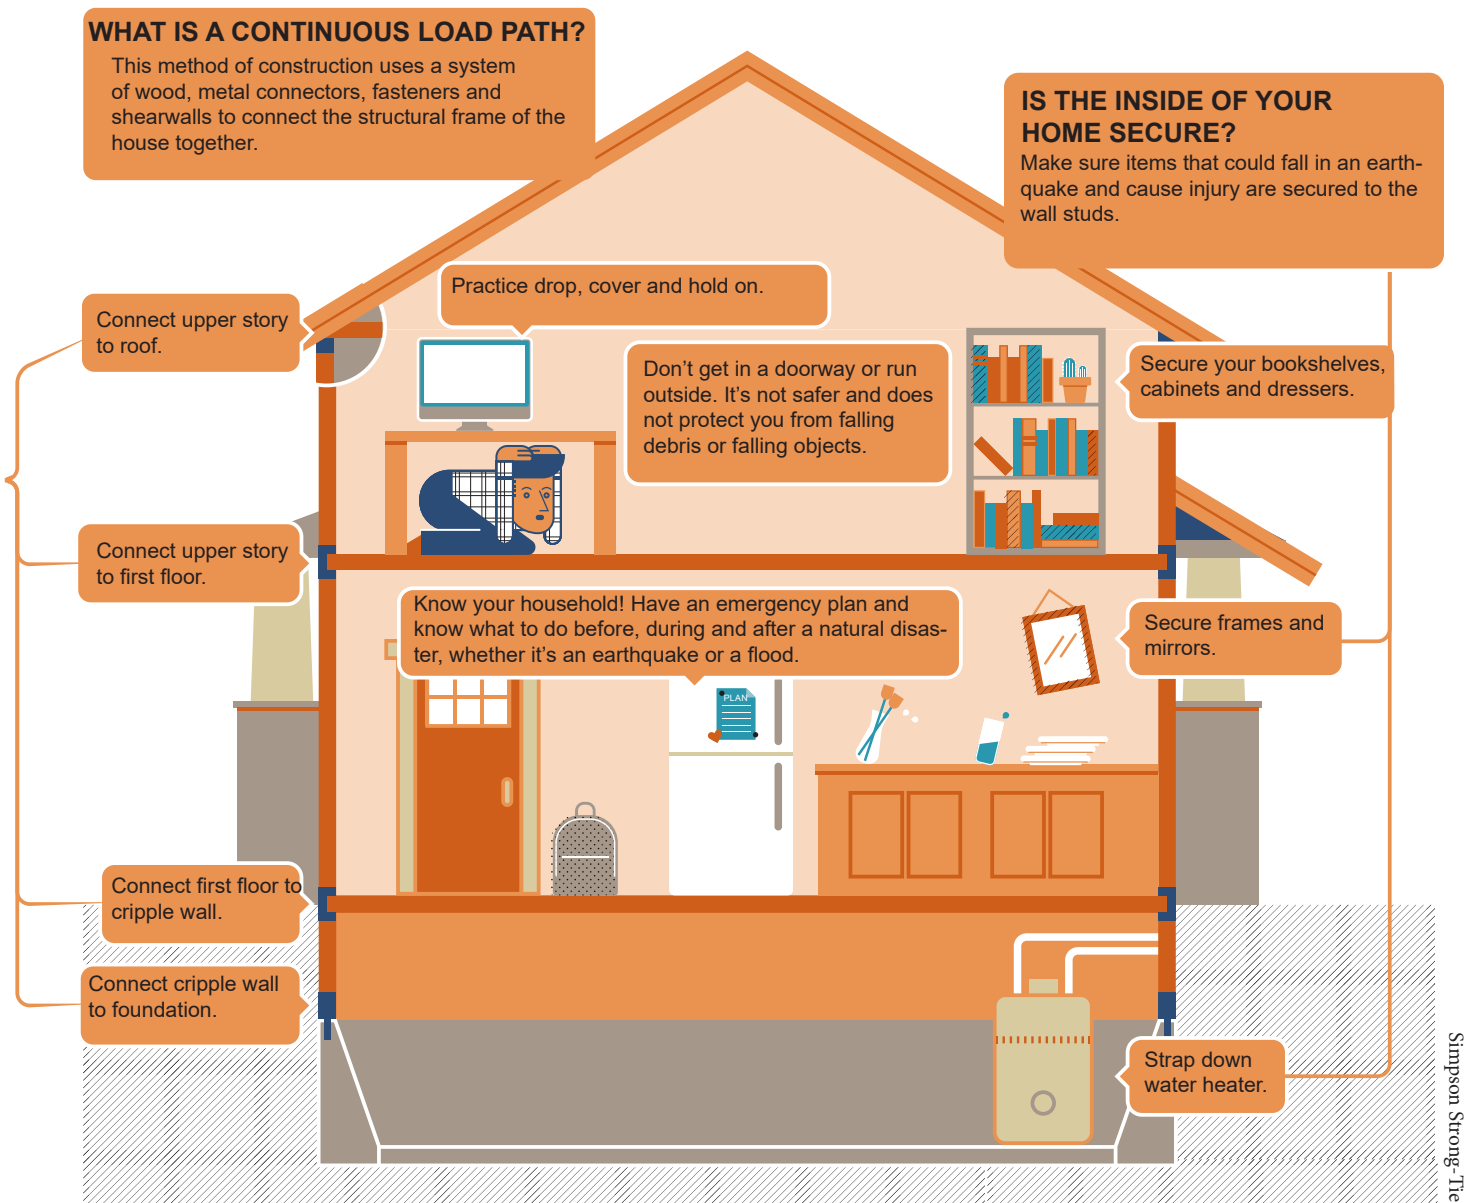 WHAT IS A CONTINUOUS LOAD PATH?
This method of construction uses a system
of wood, metal connectors, fasteners and
shearwalls to connect the structural frame of the
house together.
IS THE INSIDE OF YOUR
HOME SECURE?
Make sure items that could fall in an earth-
quake and cause injury are secured to the
wall studs.
Practice drop, cover and hold on.
Connect upper story
to roof.
Don’t get in a doorway or run
outside. It’s not safer and does
not protect you from falling
debris or falling objects.
Secure your bookshelves,
cabinets and dressers.
Connect upper story
to first floor.
Know your household! Have an emergency plan and
know what to do before, during and after a natural disas-
ter, whether it’s an earthquake or a flood.
Secure frames and
mirrors.
PLAN
Connect first floor to
cripple wall.
Connect cripple wall
to foundation.
Strap down
water heater.
Simpson Strong-Tie